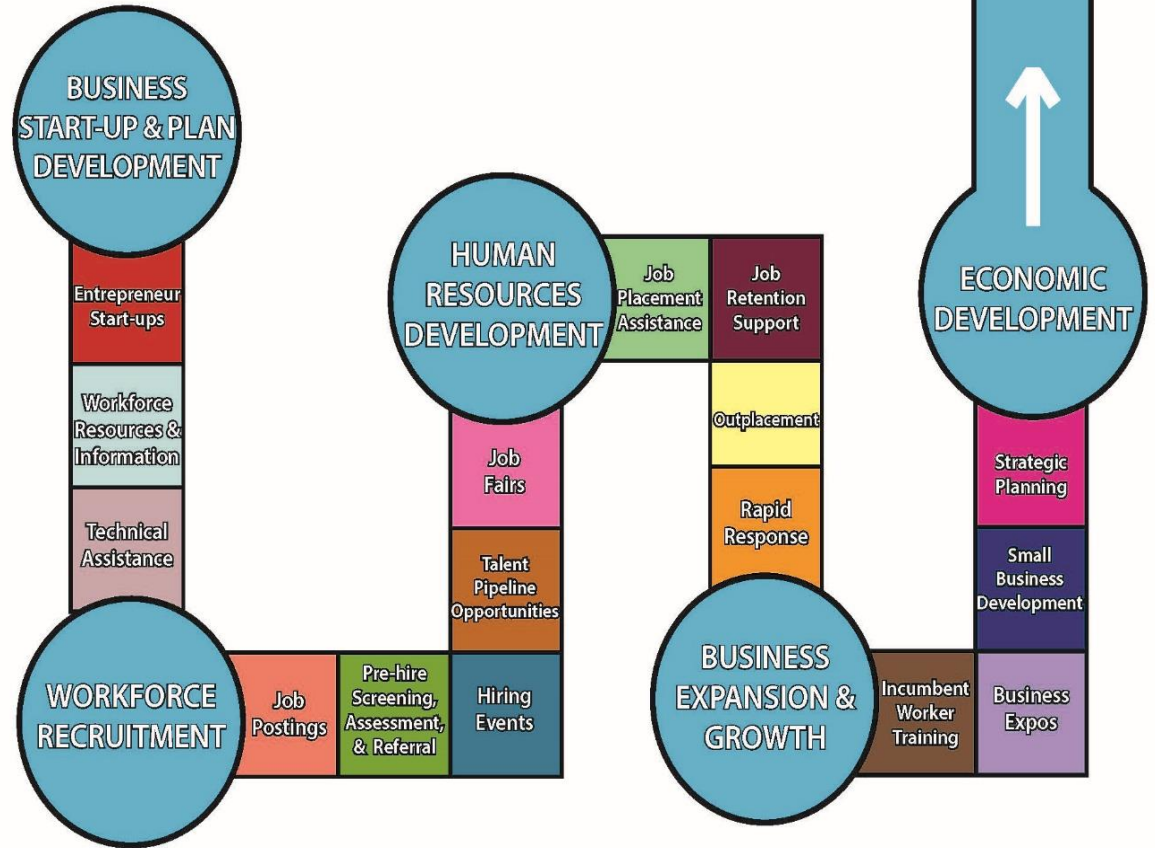 BUSINESS
START-UP & PLAN
DEVELOPMENT
Entrepreneur
Start-ups
Workforce
Resources &
Information
Technical
Assistance
WORKFORCE
RECRUITMENT
Job
Postings
Pre-hire
Screening,
Assessment,
& Referral
Hiring
Events
Talent
Pipeline
Opportunities
Job
Fairs
HUMAN
RESOURCES
DEVELOPMENT
Job
Placement
Assistance
Job
Retention
Support
Outplacement
Rapid
Response
BUSINESS
EXPANSION &
GROWTH
Incumbent
Worker
Training
Business
Expos
Small
Business
Development
Strategic
Planning
ECONOMIC
DEVELOPMENT